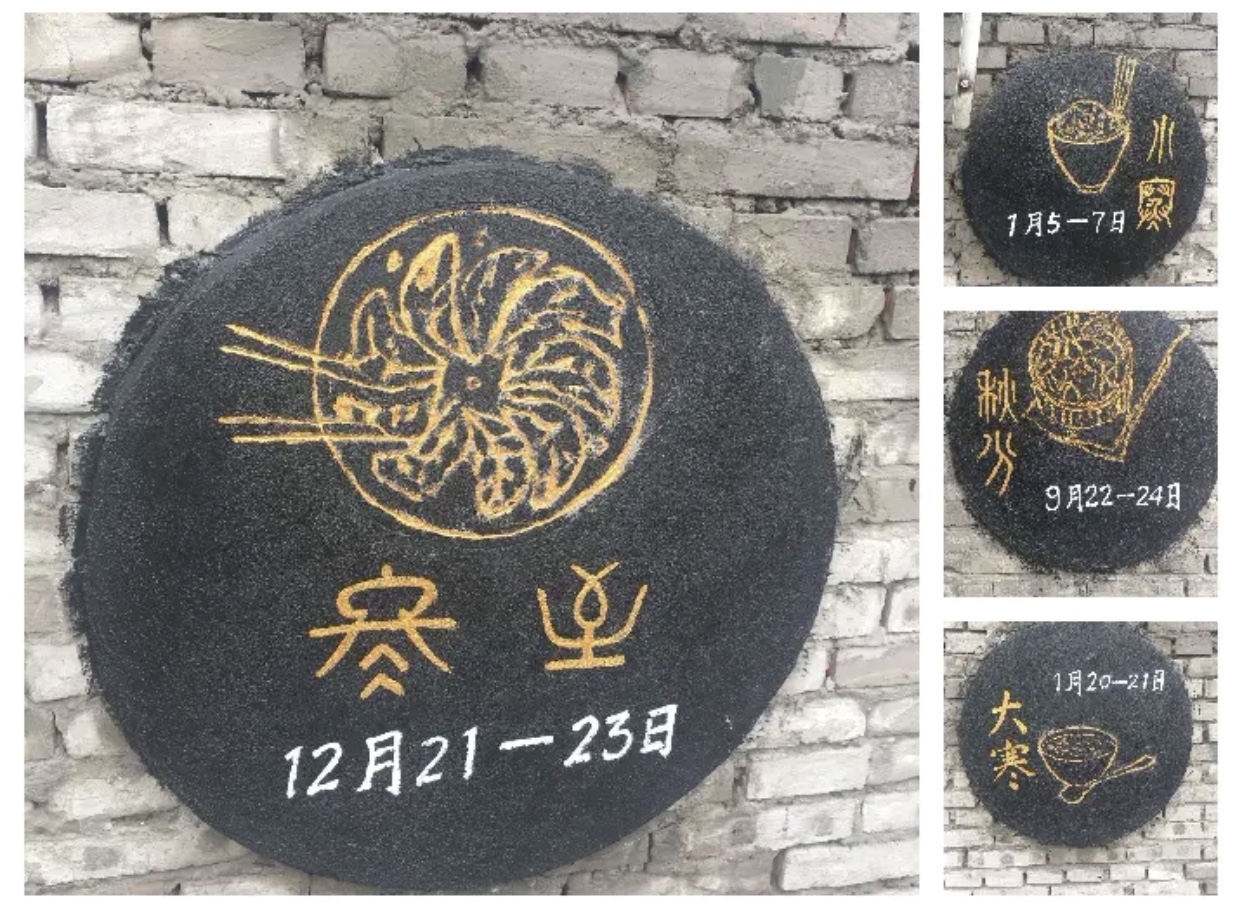 冬至
12月21—23日
小寒
1月5—7日
秋分
9月22—24日
1月20—21日
大寒